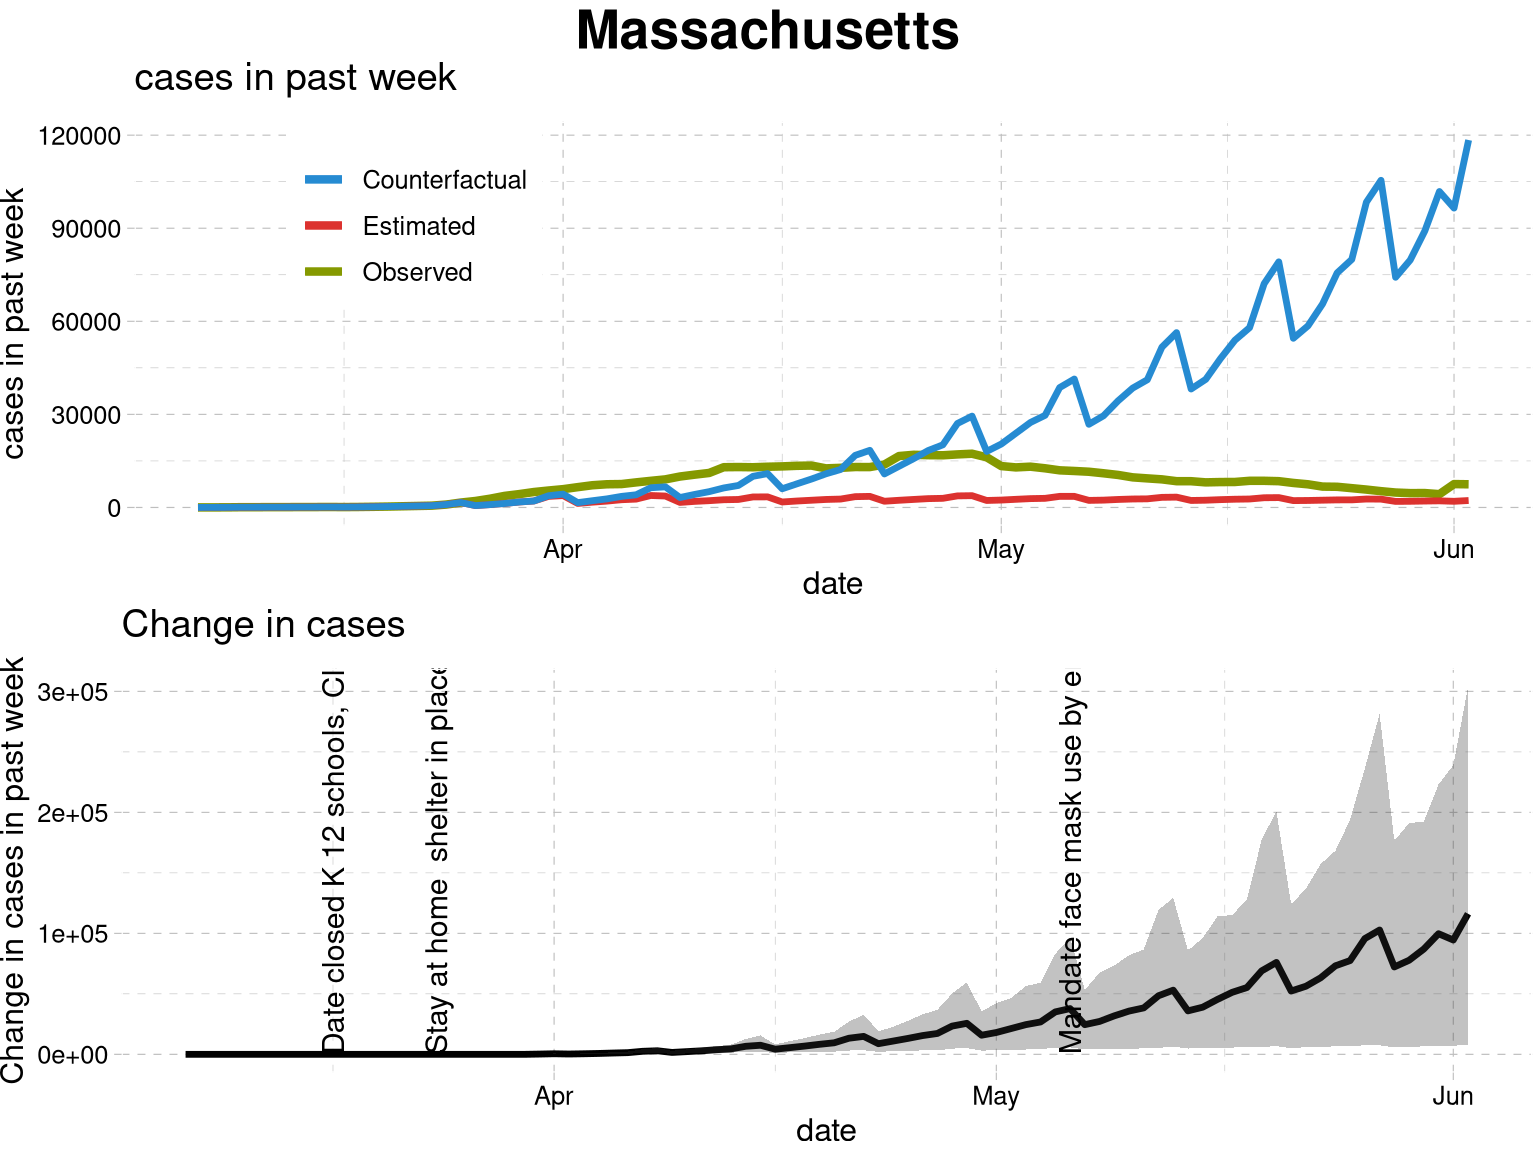 Massachusetts
cases in past week
cases in past week
120000
90000
60000
30000
0
Counterfactual
Estimated
Observed
Apr
May
Jun
date
Change in cases
Change in cases in past week
3e+05
2e+05
1e+05
0e+00
Date closed K 12 schools, Cl
Stay at home  shelter in place
Mandate face mask use by e
Apr
May
Jun
date